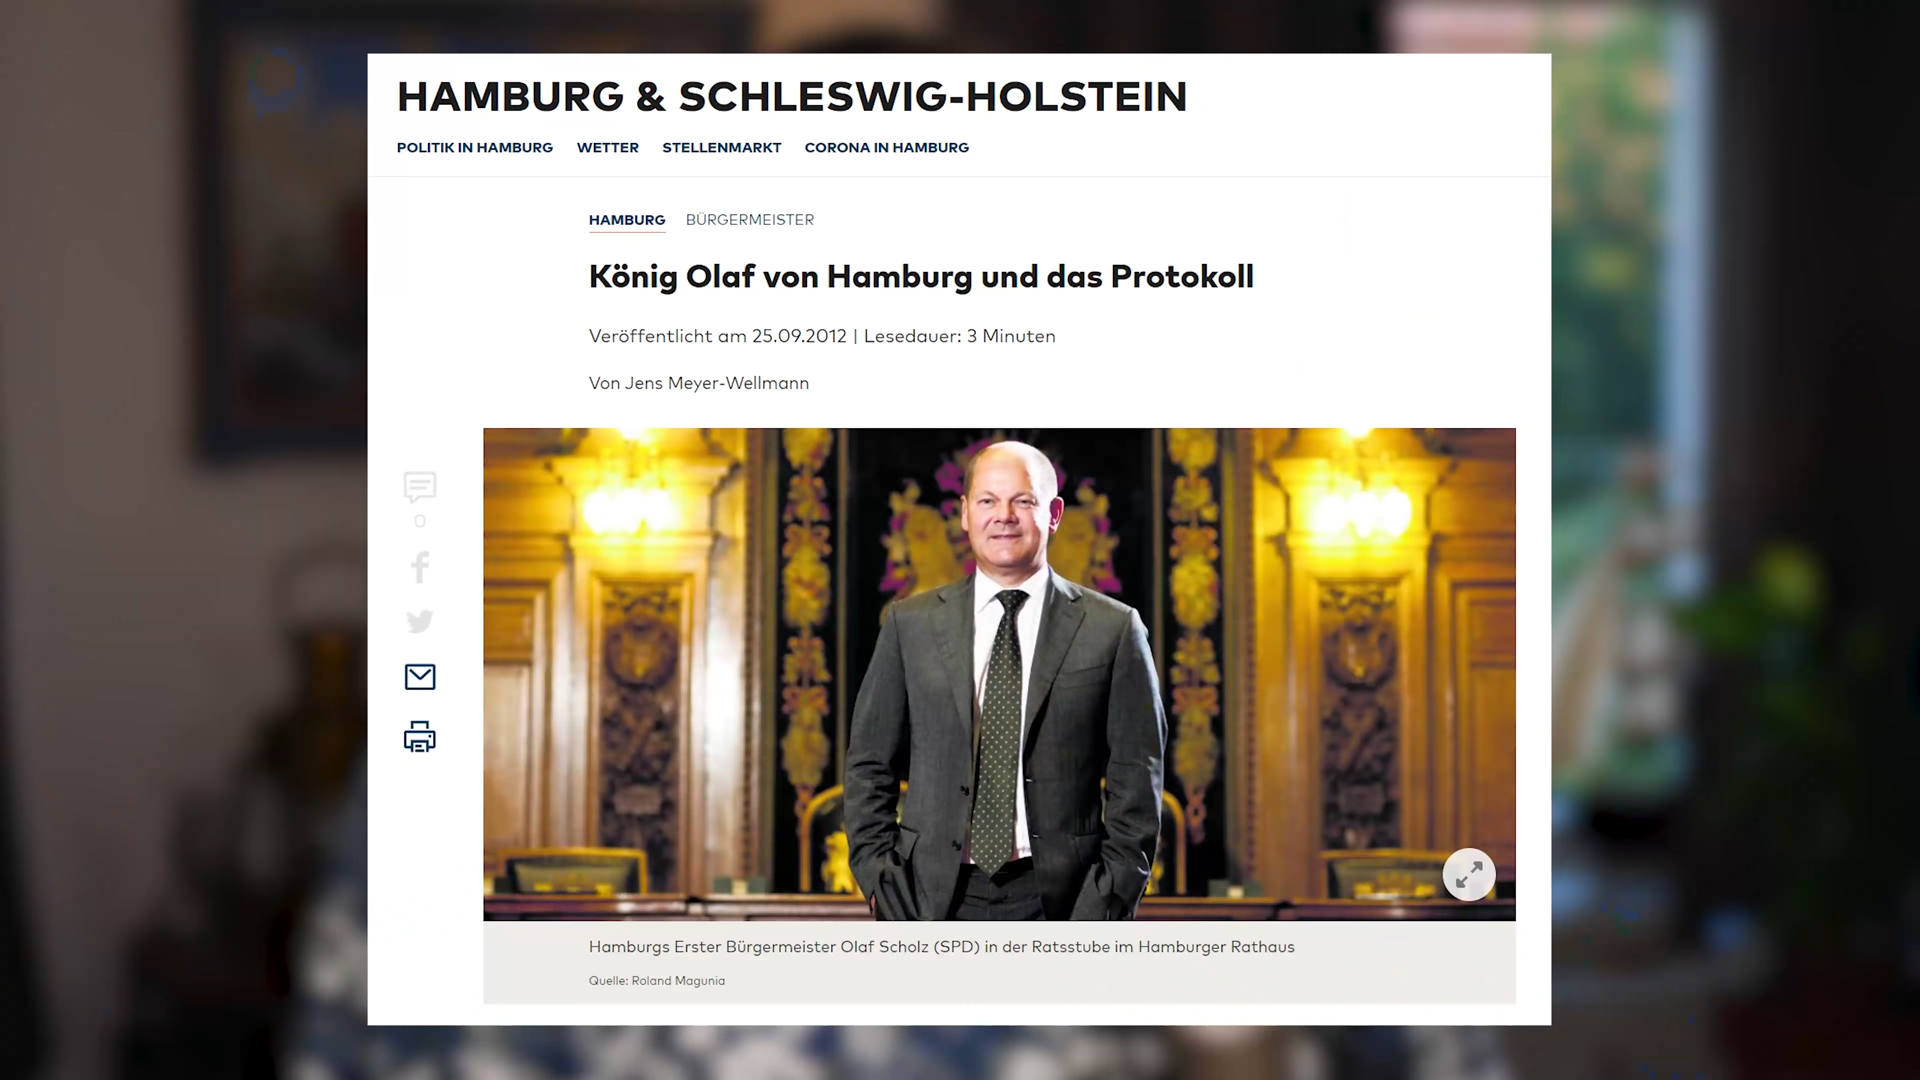 HAMBURG & SCHLESWIG-HOLSTEIN
POLITIK IN HAMBURG WETTER STELLENMARKT CORONA IN HAMBURG
HAMBURG BÜRGERMEISTER
König Olaf von Hamburg und das Protokoll
Veröffentlicht am 25.09.2012 | Lesedauer: 3 Minuten
Von Jens Meyer-Wellmann
0
Hamburgs Erster Bürgermeister Olaf Scholz (SPD) in der Ratsstube im Hamburger Rathaus
Quelle: Roland Magunia